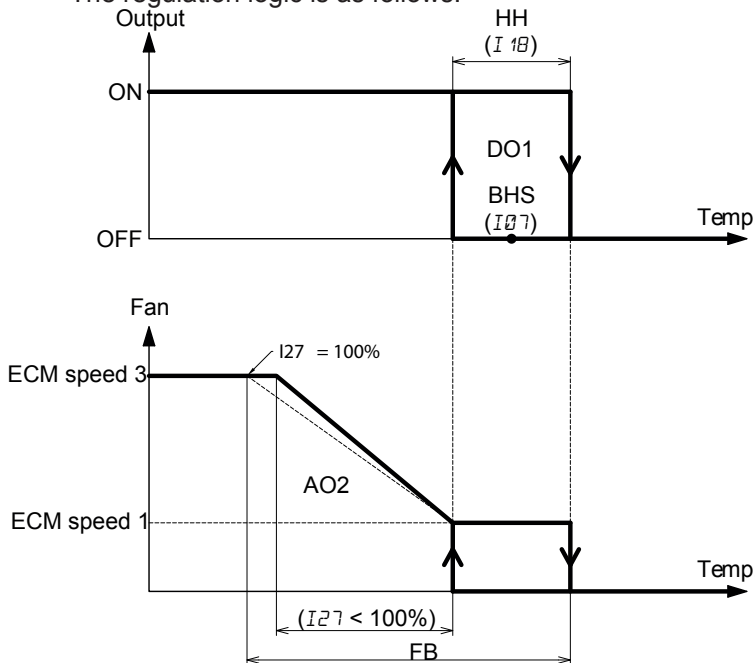 The regulation logic is as follows:
Output
HH
(I18)
ON
DO1
BHS
(I07)
Temp
OFF
Fan
I27 = 100%
ECM speed 3
AO2
ECM speed 1
Temp
(I27 < 100%)
FB